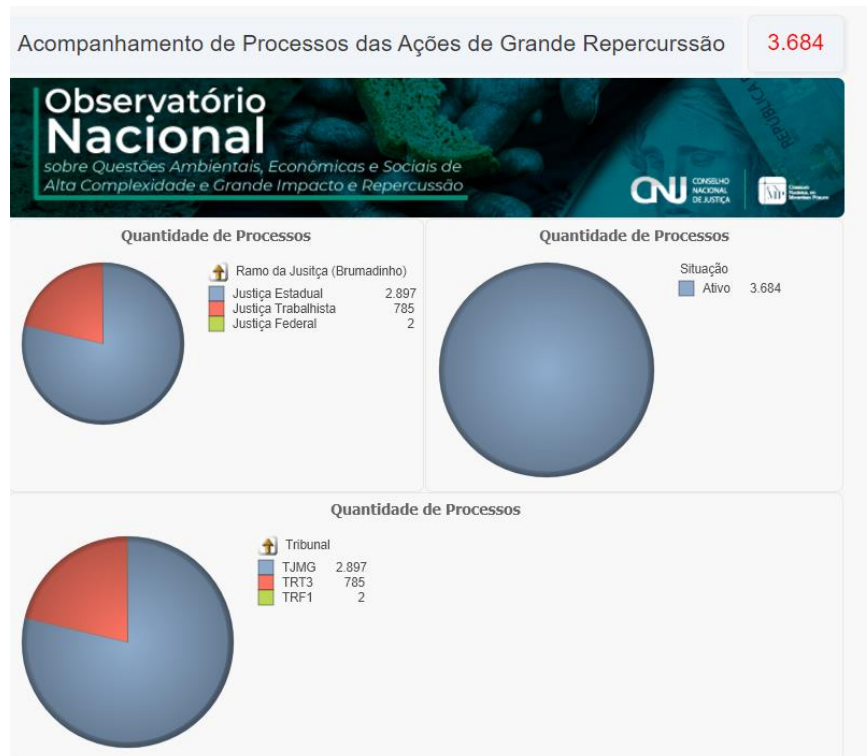 Acompanhamento de Processos das Ações de Grande Repercurssão 3.684
Observatório
Nacional
sobre Questões Ambientais, Econômicas e Sociais de
Alta Complexidade e Grande Impacto e Repercussão
REPÚBLICA
CNJ
CONSELHO
NACIONAL
DE JUSTIÇA
Quantidade de Processos
Ramo da Jusitça (Brumadinho)
Justiça Estadual 2.897
Justiça Trabalhista 785
Justiça Federal 2
Quantidade de Processos
Situação
Ativo 3.684
Quantidade de Processos
Tribunal
TJMG 2.897
TRT3 785
TRF1 2